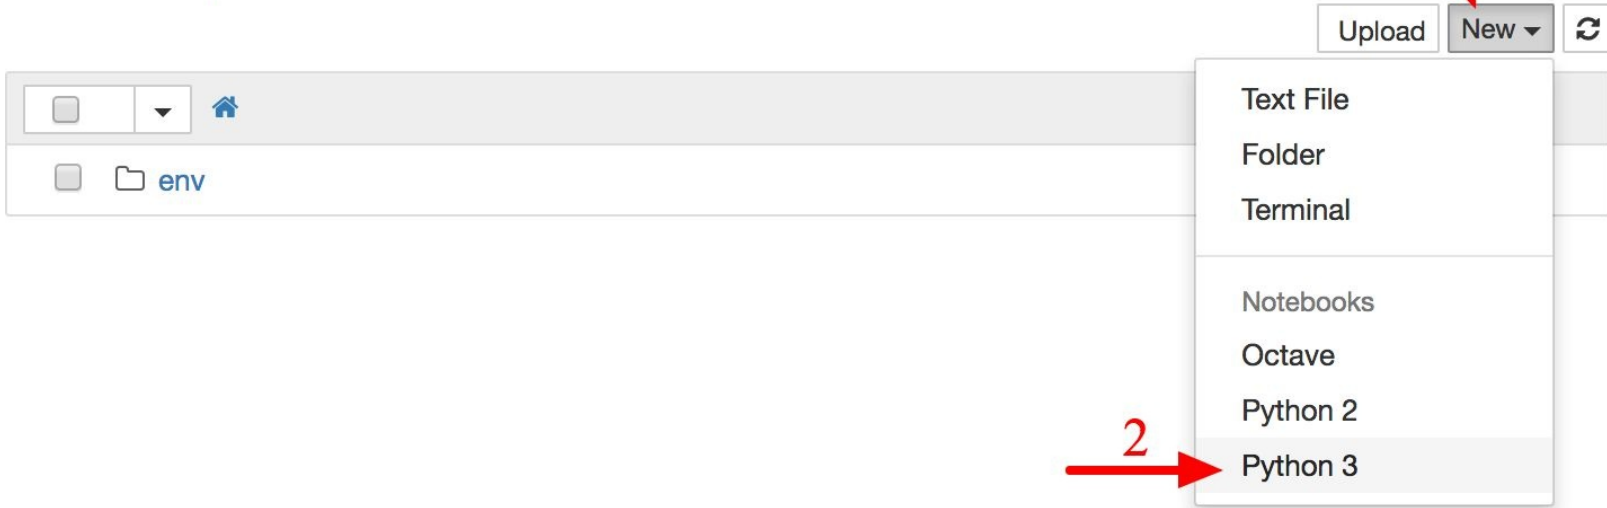 Upload New
Text File
env
Folder
Terminal
Notebooks
Octave
Python 2
2
Python 3